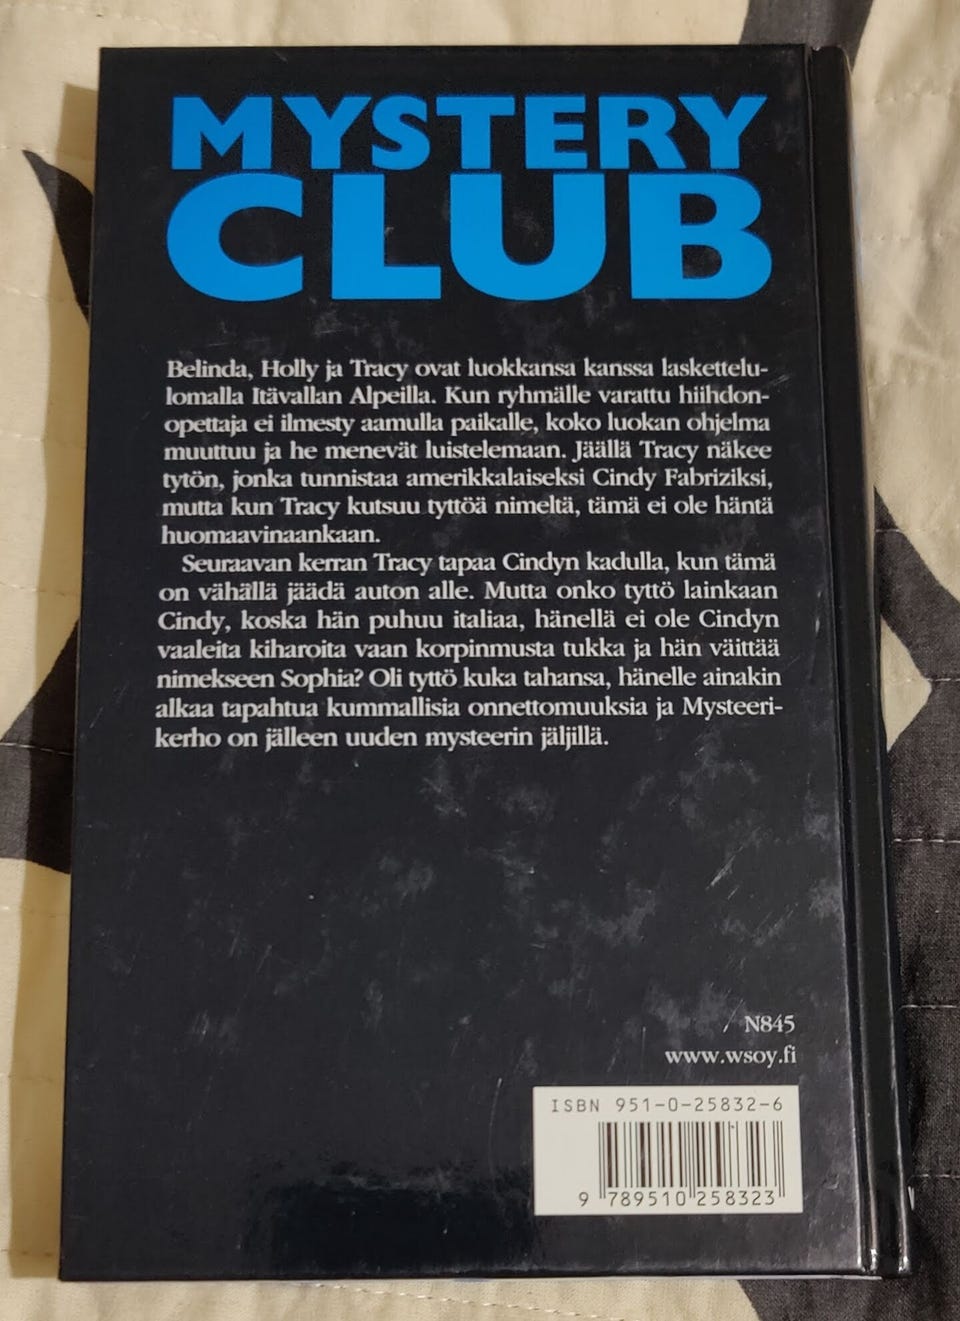 MYSTERY
CLUB
Belinda, Holly ja Tracy ovat luokkansa kanssa laskettelu-
lomalla Itävallan Alpeilla. Kun ryhmälle varattu hiihdon-
opettaja ei ilmesty aamulla paikalle, koko luokan ohjelma
muuttuu ja he menevät luistelemaan. Jäällä Tracy näkee
tytön, jonka tunnistaa amerikkalaiseksi Cindy Fabriziksi,
mutta kun Tracy kutsuu tyttöä nimeltä, tämä ei ole häntä
huomaavinaankaan.
Seuraavan kerran Tracy tapaa Cindyn kadulla, kun tämä
on vähällä jäädä auton alle. Mutta onko tyttö lainkaan
Cindy, koska hän puhuu italiaa, hänellä ei ole Cindyn
vaaleita kiharoita vaan korpinmusta tukka ja hän väittää
nimekseen Sophia? Oli tyttö kuka tahansa, hänelle ainakin
alkaa tapahtua kummallisia onnettomuuksia ja Mysteeri-
kerho on jälleen uuden mysteerin jäljillä.
N845
www.wsoy.fi
ISBN 951-0-25832-6
9 789510 258323